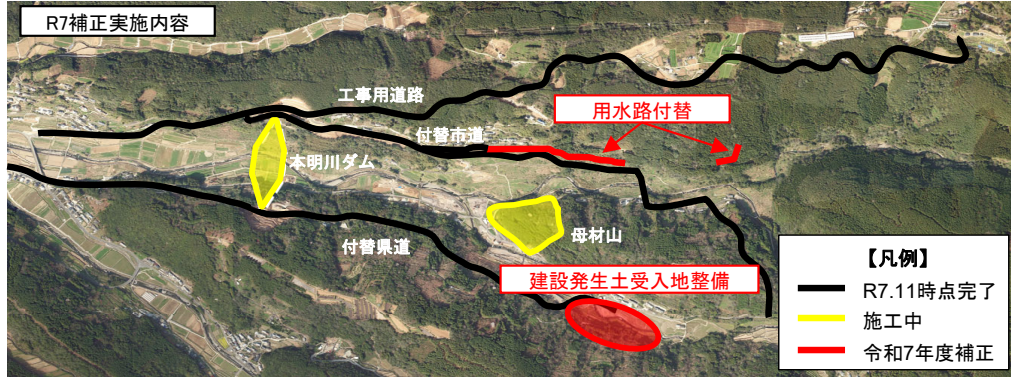 R7補正実施内容
工事用道路
用水路付替
付替市道
本明川ダム
母材山
付替県道
建設発生土受入地整備
【凡例】
R7.11時点完了
施工中
令和7年度補正